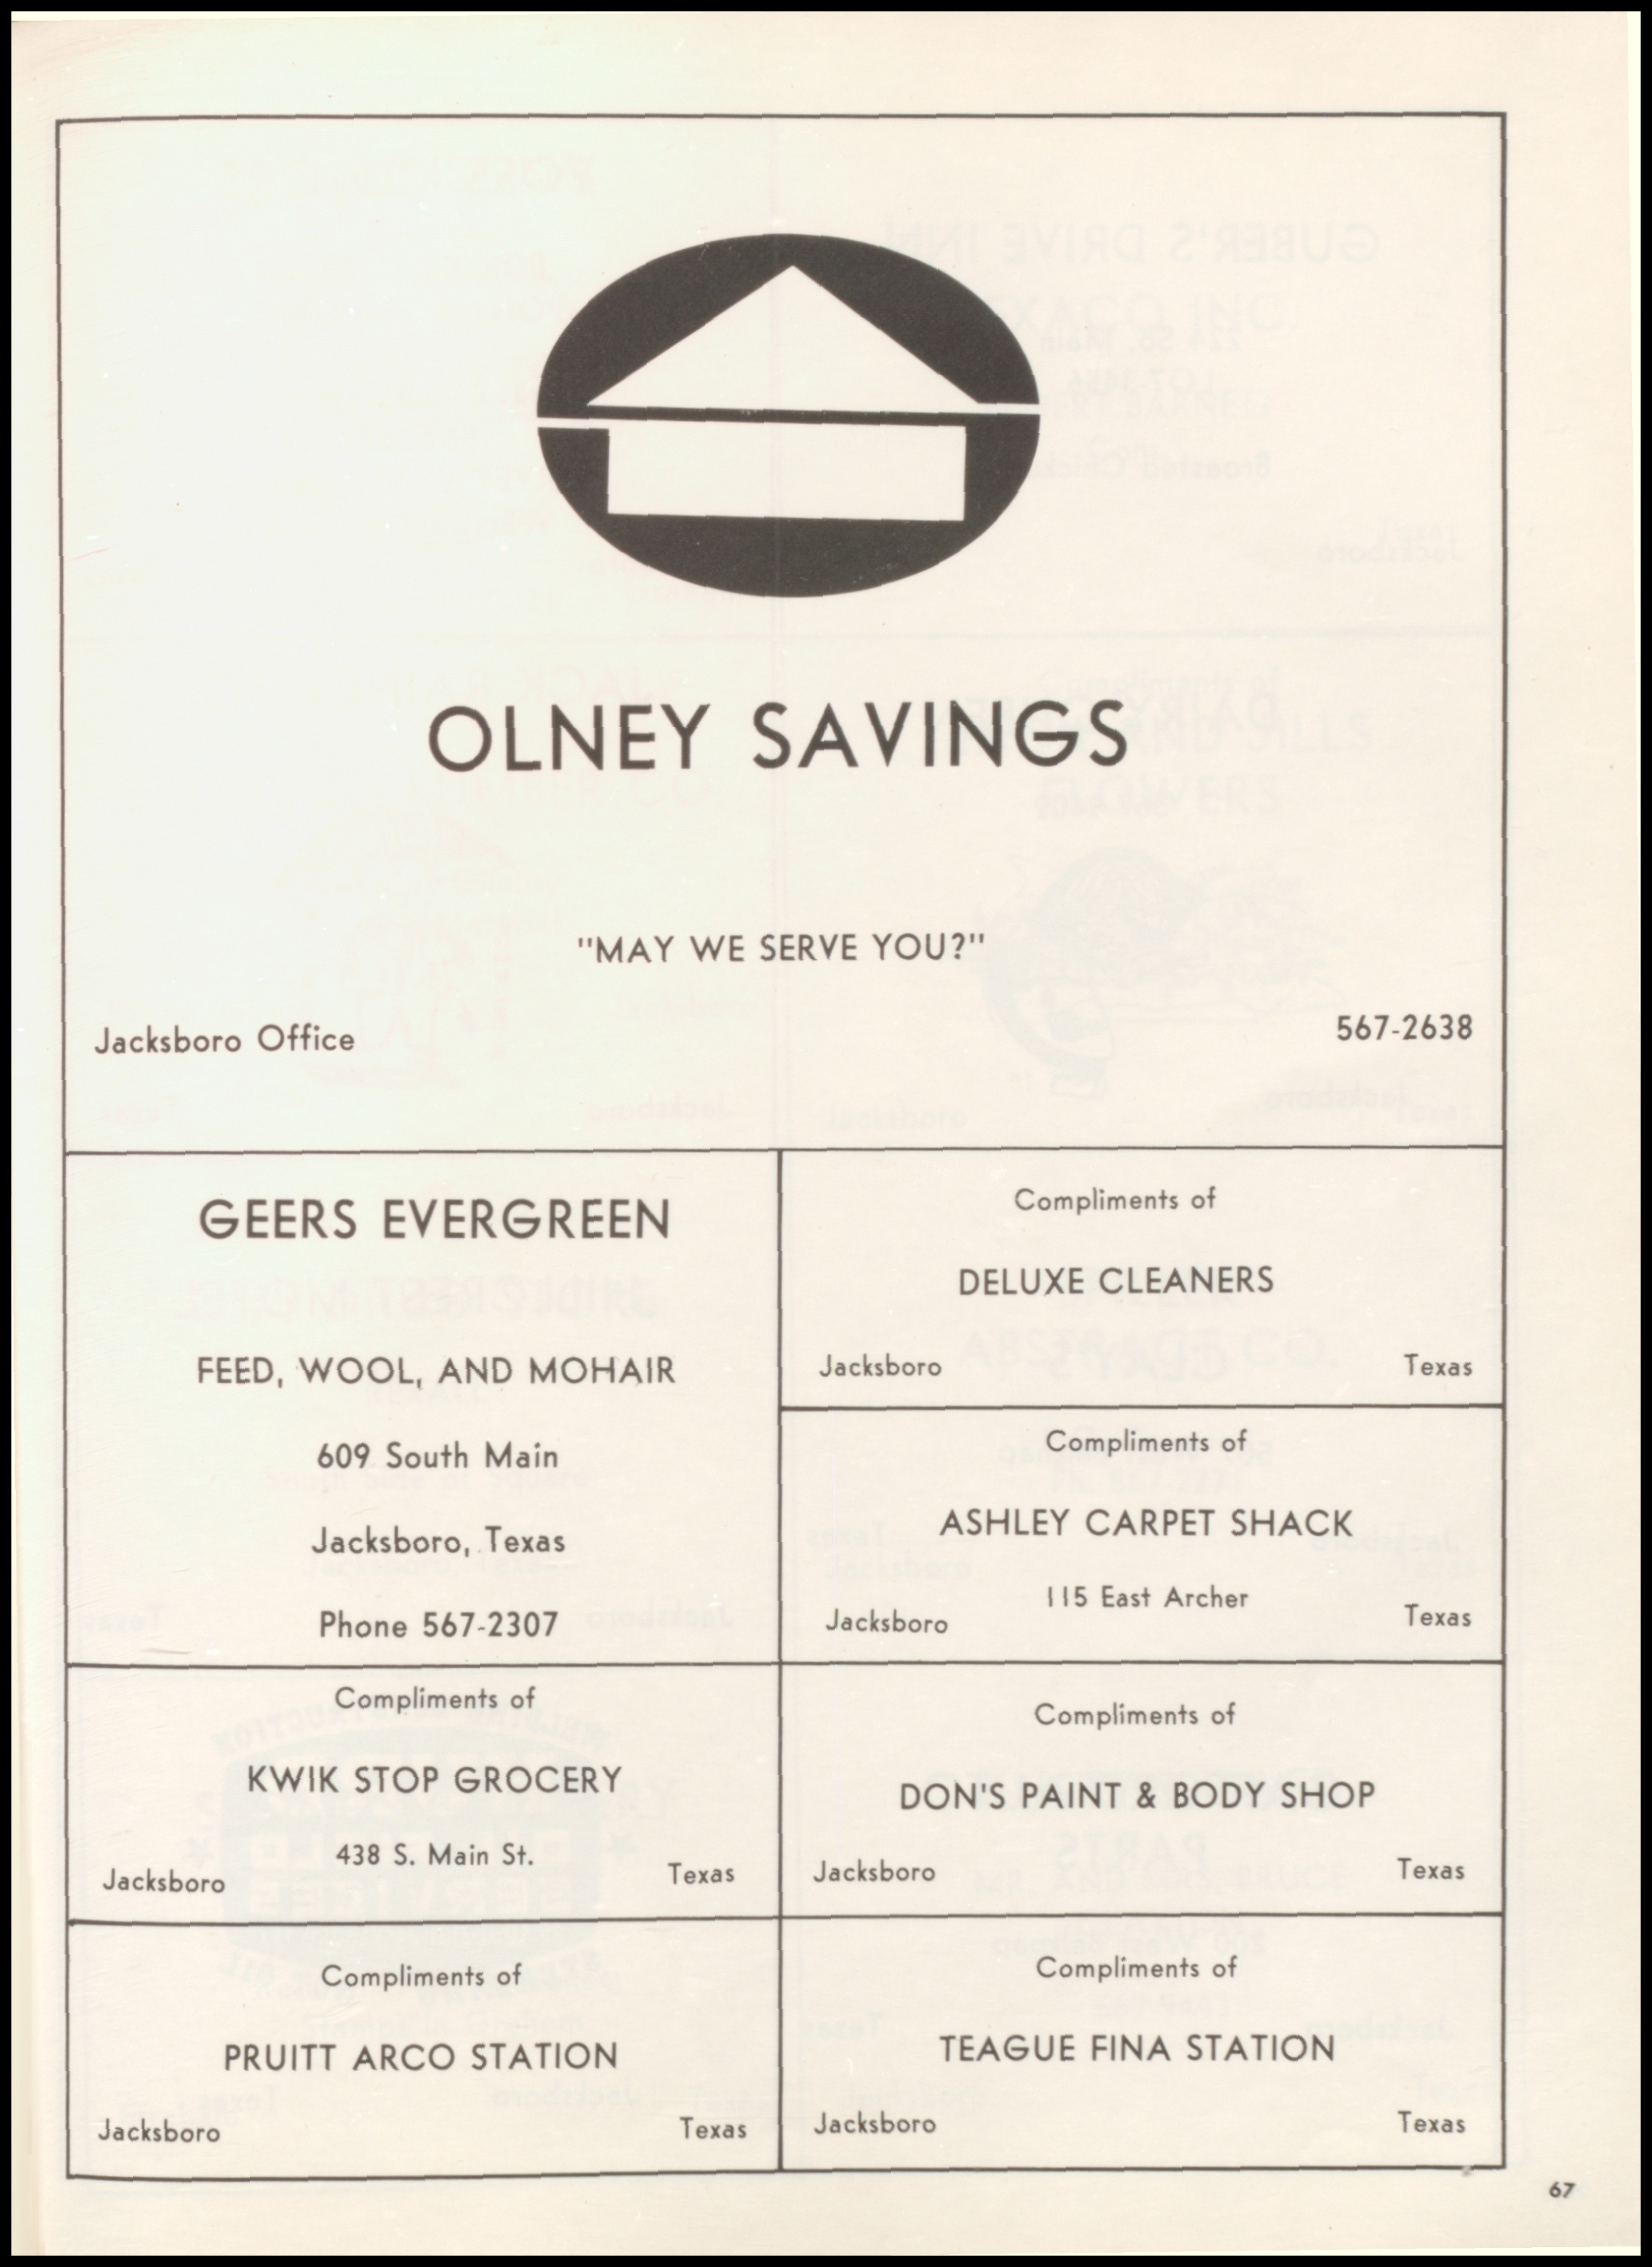 OLNEY SAVINGS
"MAY WE SERVE YOU?"
Jacksboro Office 567-2638
GEERS EVERGREEN
FEED, WOOL, AND MOHAIR
609 South Main
Jacksboro, Texas
Phone 567-2307
Compliments of
DELUXE CLEANERS
Jacksboro Texas
Compliments of
ASHLEY CARPET SHACK
115 East Archer
Jacksboro Texas
Compliments of
KWIK STOP GROCERY
438 S. Main St.
Jacksboro Texas
Compliments of
DON'S PAINT & BODY SHOP
Jacksboro Texas
Compliments of
PRUITT ARCO STATION
Jacksboro Texas
Compliments of
TEAGUE FINA STATION
Jacksboro Texas
67